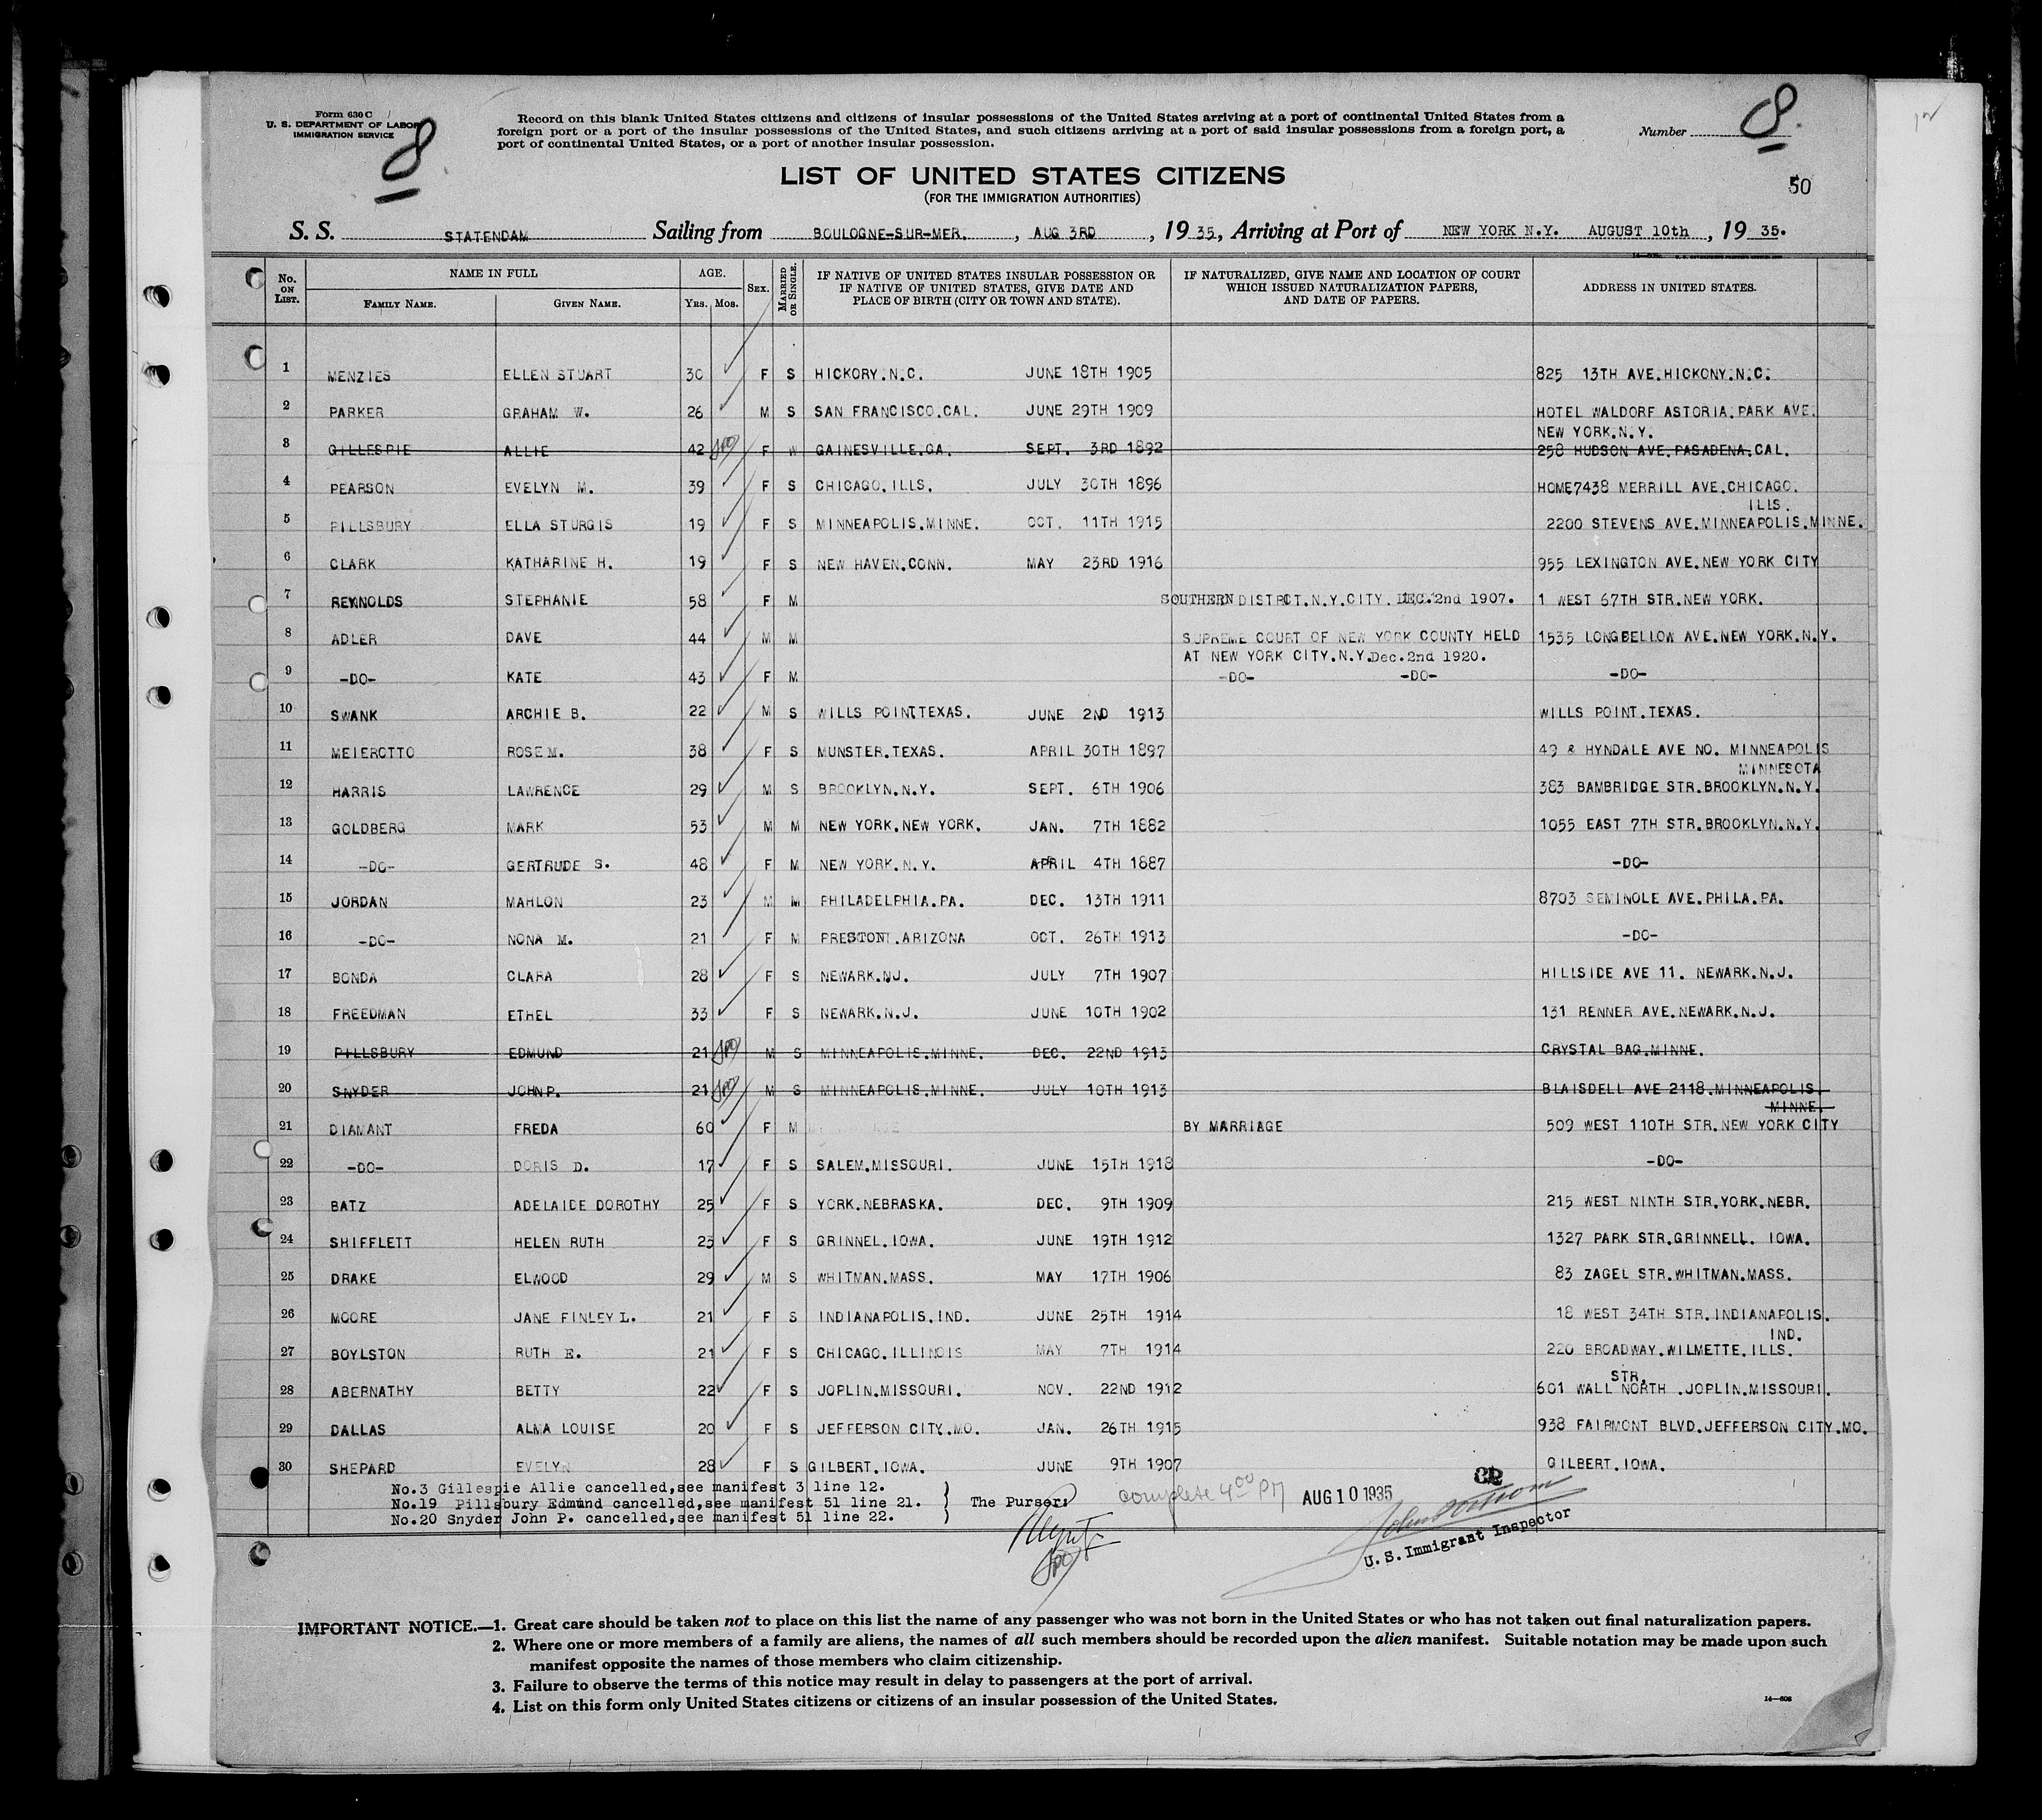 Form 630 C
U. S. DEPARTMENT OF LABOR
IMMIGRATION SERVICE
8
Record on this blank United States citizens and citizens of insular possessions of the United States arriving at a port of continental United States from a
foreign port or a port of the insular possessions of the United States, and such citizens arriving at a port of said insular possessions from a foreign port, a
port of continental United States, or a port of another insular possession.
Number 8
LIST OF UNITED STATES CITIZENS
(FOR THE IMMIGRATION AUTHORITIES)
50
S. S. STATENDAM Sailing from BOULOGNE-SUR-MER. , AUG 3RD , 19 35, Arriving at Port of NEW YORK N.Y. AUGUST 10th , 19 35.
No. ON LIST. NAME IN FULL FAMILY NAME. GIVEN NAME. AGE. YRS. MOS. SEX. MARRIED OR SINGLE. IF NATIVE OF UNITED STATES INSULAR POSSESSION OR IF NATIVE OF UNITED STATES, GIVE DATE AND PLACE OF BIRTH (CITY OR TOWN AND STATE). IF NATURALIZED, GIVE NAME AND LOCATION OF COURT WHICH ISSUED NATURALIZATION PAPERS, AND DATE OF PAPERS. ADDRESS IN UNITED STATES.
1 MENZIES ELLEN STUART 30 F S HICKORY.N.C. JUNE 18TH 1905 825 13TH AVE.HICKONY.N.C.
2 PARKER GRAHAM W. 26 M S SAN FRANCISCO.CAL. JUNE 29TH 1909 HOTEL WALDORF ASTORIA.PARK AVE.
NEW YORK.N.Y.
3 GILLESPIE ALLIE 42 F W GAINESVILLE.GA. SEPT. 3RD 1892 258 HUDSON AVE.PASADENA.CAL.
4 PEARSON EVELYN M. 39 F S CHICAGO.ILLS. JULY 30TH 1896 HOME7438 MERRILL AVE.CHICAGO.
ILLS.
5 PILLSBURY ELLA STURGIS 19 F S MINNEAPOLIS.MINNE. OCT. 11TH 1915 2200 STEVENS AVE.MINNEAPOLIS.MINNE.
6 CLARK KATHARINE H. 19 F S NEW HAVEN.CONN. MAY 23RD 1916 955 LEXINGTON AVE.NEW YORK CITY
7 REYNOLDS STEPHANIE 58 F M SOUTHERN DISTRCT.N.Y.CITY. DEC.2nd 1907. 1 WEST 67TH STR.NEW YORK.
8 ADLER DAVE 44 M M SUPREME COURT OF NEW YORK COUNTY HELD 1535 LONGBELLOW AVE.NEW YORK.N.Y.
AT NEW YORK CITY.N.Y.Dec.2nd 1920.
9 -DO- KATE 43 F M -DO- -DO- -DO-
10 SWANK ARCHIE B. 22 M S WILLS POINT.TEXAS. JUNE 2ND 1913 WILLS POINT.TEXAS.
11 MEIEROTTO ROSE M. 38 F S MUNSTER.TEXAS. APRIL 30TH 1897 49 & HYNDALE AVE NO. MINNEAPOLIS
MINNESOTA
12 HARRIS LAWRENCE 29 M S BROOKLYN.N.Y. SEPT. 6TH 1906 383 BAMBRIDGE STR.BROOKLYN.N.Y.
13 GOLDBERG MARK 53 M M NEW YORK.NEW YORK. JAN. 7TH 1882 1055 EAST 7TH STR.BROOKLYN.N.Y.
14 -DO- GERTRUDE S. 48 F M NEW YORK.N.Y. APRIL 4TH 1887 -DO-
15 JORDAN MAHLON 23 M M PHILADELPHIA.PA. DEC. 13TH 1911 8703 SEMINOLE AVE.PHILA.PA.
16 -DO- NONA M. 21 F M PRESTON.ARIZONA OCT. 26TH 1913 -DO-
17 BONDA CLARA 28 F S NEWARK.NJ. JULY 7TH 1907 HILLSIDE AVE 11. NEWARK.N.J.
18 FREEDMAN ETHEL 33 F S NEWARK.N.J. JUNE 10TH 1902 131 RENNER AVE.NEWARK.N.J.
19 PILLSBURY EDMUND 21 M S MINNEAPOLIS.MINNE. DEC. 22ND 1913 CRYSTAL BAG.MINNE.
20 SNYDER JOHN P. 21 M S MINNEAPOLIS.MINNE. JULY 10TH 1913 BLAISDELL AVE 2118.MINNEAPOLIS.
MINNE.
21 DIAMANT FREDA 60 F M BY MARRIAGE 509 WEST 110TH STR.NEW YORK CITY
22 -DO- DORIS D. 17 F S SALEM.MISSOURI. JUNE 15TH 1918 -DO-
23 BATZ ADELAIDE DOROTHY 25 F S YORK.NEBRASKA. DEC. 9TH 1909 215 WEST NINTH STR.YORK.NEBR.
24 SHIFFLETT HELEN RUTH 23 F S GRINNEL.IOWA. JUNE 19TH 1912 1327 PARK STR.GRINNELL. IOWA.
25 DRAKE ELWOOD 29 M S WHITMAN.MASS. MAY 17TH 1906 83 ZAGEL STR.WHITMAN.MASS.
26 MOORE JANE FINLEY L. 21 F S INDIANAPOLIS.IND. JUNE 25TH 1914 18 WEST 34TH STR.INDIANAPOLIS.
IND.
27 BOYLSTON RUTH E. 21 F S CHICAGO.ILLINOIS MAY 7TH 1914 220 BROADWAY.WILMETTE.ILLS.
STR.
28 ABERNATHY BETTY 22 F S JOPLIN.MISSOURI. NOV. 22ND 1912 601 WALL NORTH .JOPLIN.MISSOURI.
29 DALLAS ALMA LOUISE 20 F S JEFFERSON CITY.MO. JAN. 26TH 1915 938 FAIRMONT BLVD.JEFFERSON CITY.MO.
30 SHEPARD EVELYN 28 F S GILBERT.IOWA. JUNE 9TH 1907 GILBERT.IOWA.
No.3 Gillespie Allie cancelled,see manifest 3 line 12.
No.19 Pillsbury Edmund cancelled,see manifest 51 line 21. The Purser: complete 4 00 PM AUG 10 1935
No.20 Snyder John P. cancelled,see manifest 51 line 22.
U. S. Immigrant Inspector
IMPORTANT NOTICE.—1. Great care should be taken not to place on this list the name of any passenger who was not born in the United States or who has not taken out final naturalization papers.
2. Where one or more members of a family are aliens, the names of all such members should be recorded upon the alien manifest. Suitable notation may be made upon such
manifest opposite the names of those members who claim citizenship.
3. Failure to observe the terms of this notice may result in delay to passengers at the port of arrival.
4. List on this form only United States citizens or citizens of an insular possession of the United States.